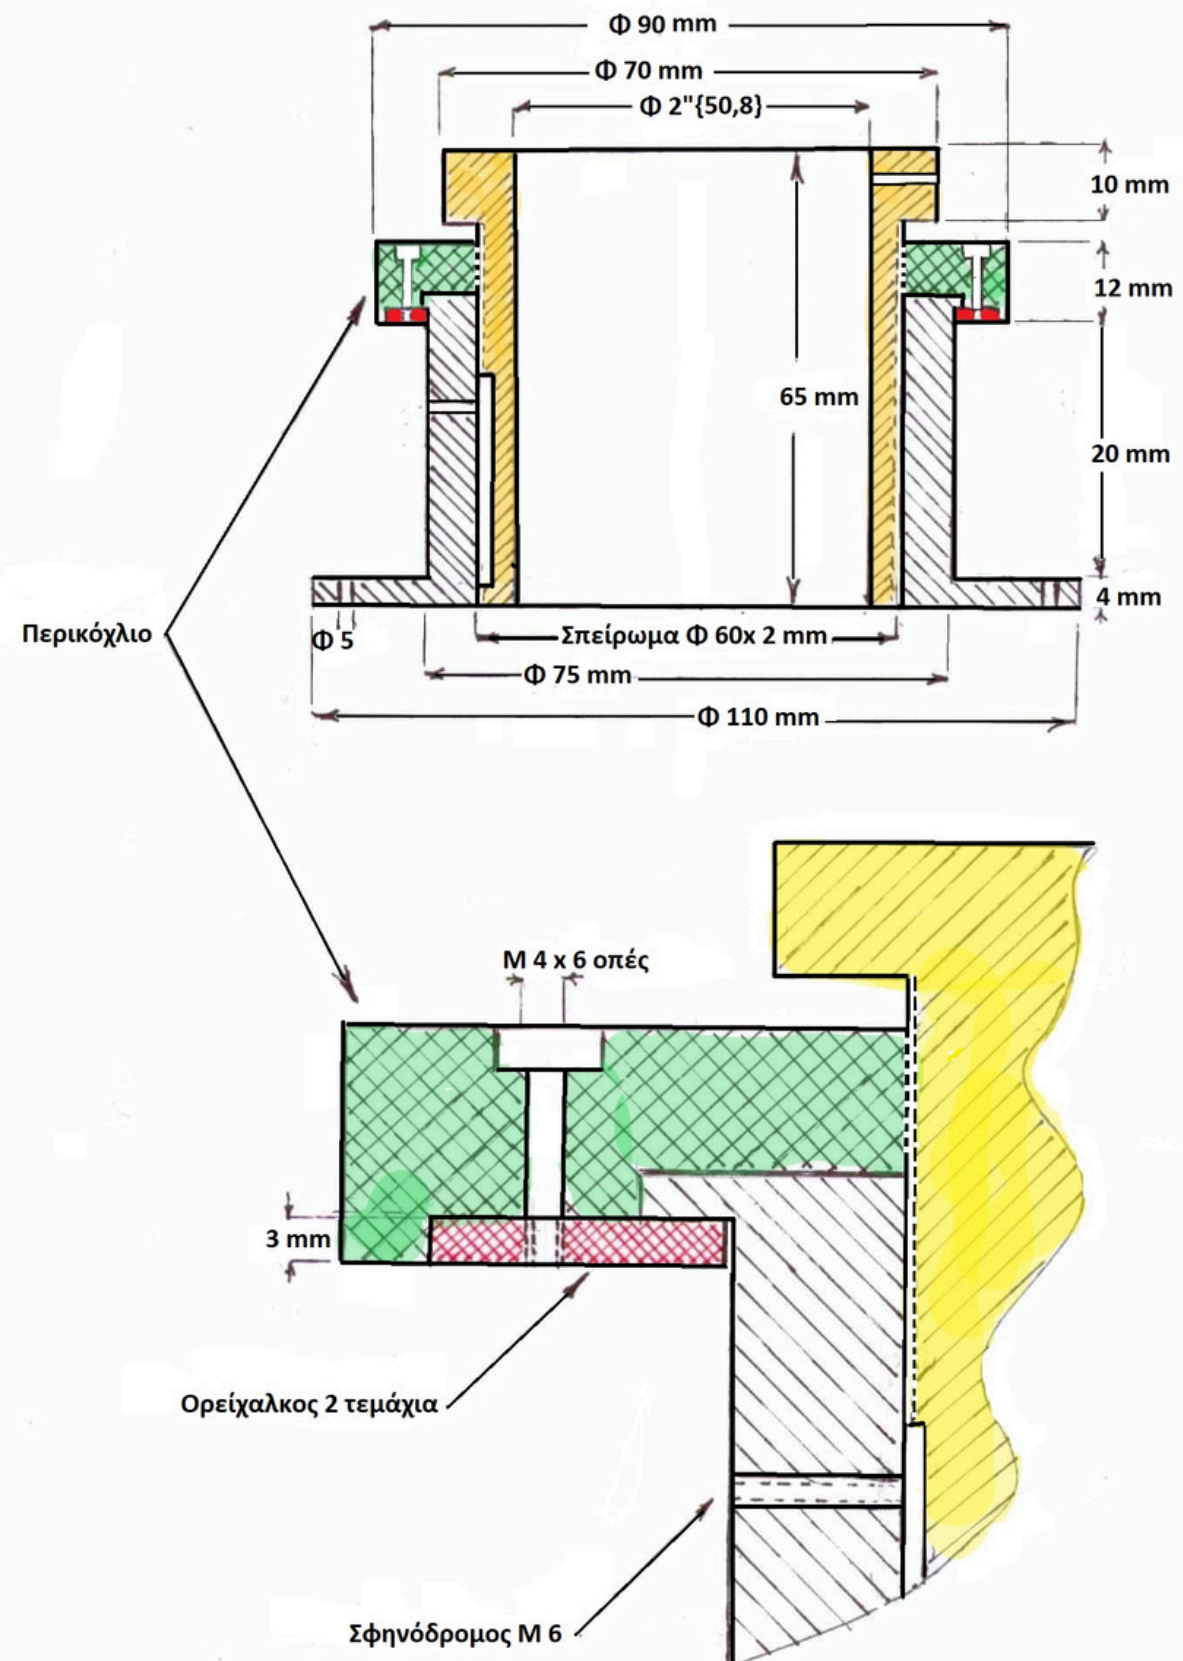 Φ 90 mm
Φ 70 mm
Φ 2"{50,8}
10 mm
12 mm
65 mm
20 mm
4 mm
Περικόχλιο
Φ 5
Σπείρωμα Φ 60x 2 mm
Φ 75 mm
Φ 110 mm
M 4 x 6 οπές
3 mm
Ορείχαλκος 2 τεμάχια
Σφηνόδρομος M 6